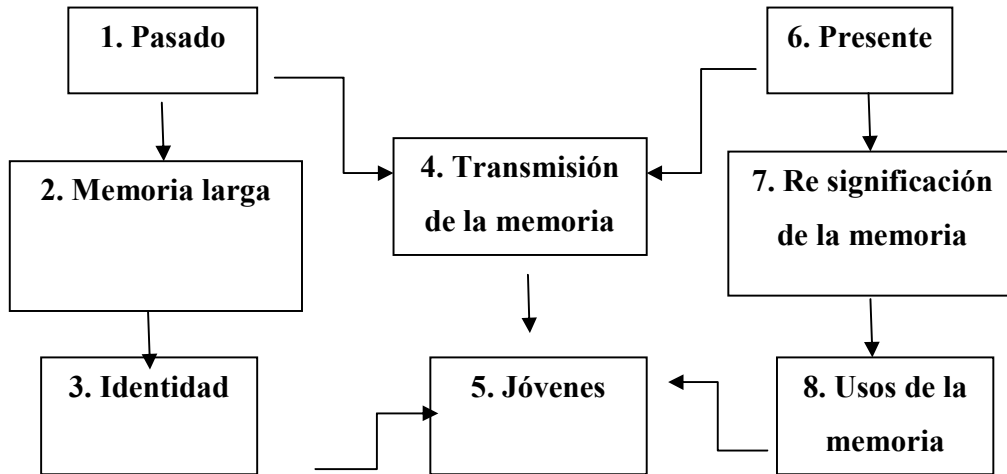 1. Pasado
6. Presente
2. Memoria larga
4. Transmisión
de la memoria
7. Re significación
de la memoria
3. Identidad
5. Jóvenes
8. Usos de la
memoria